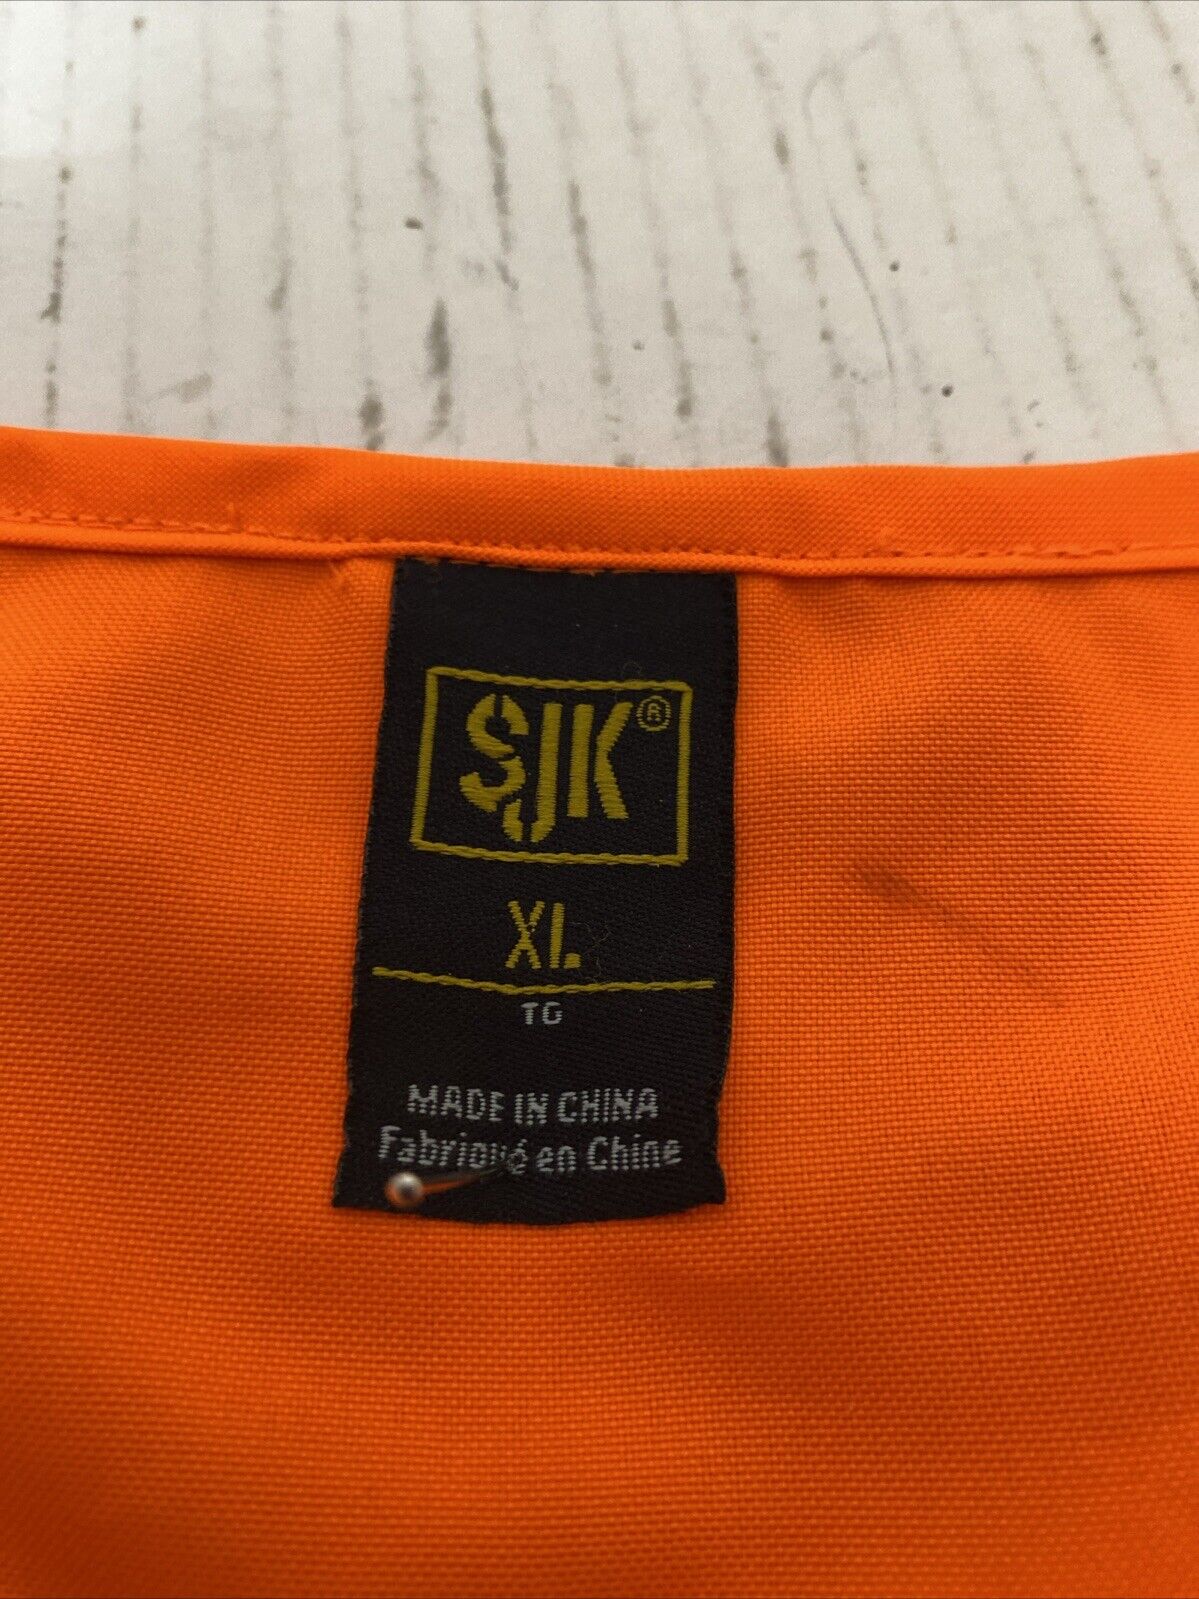 SJK®
XL
TG
MADE IN CHINA
Fabriqué en Chine